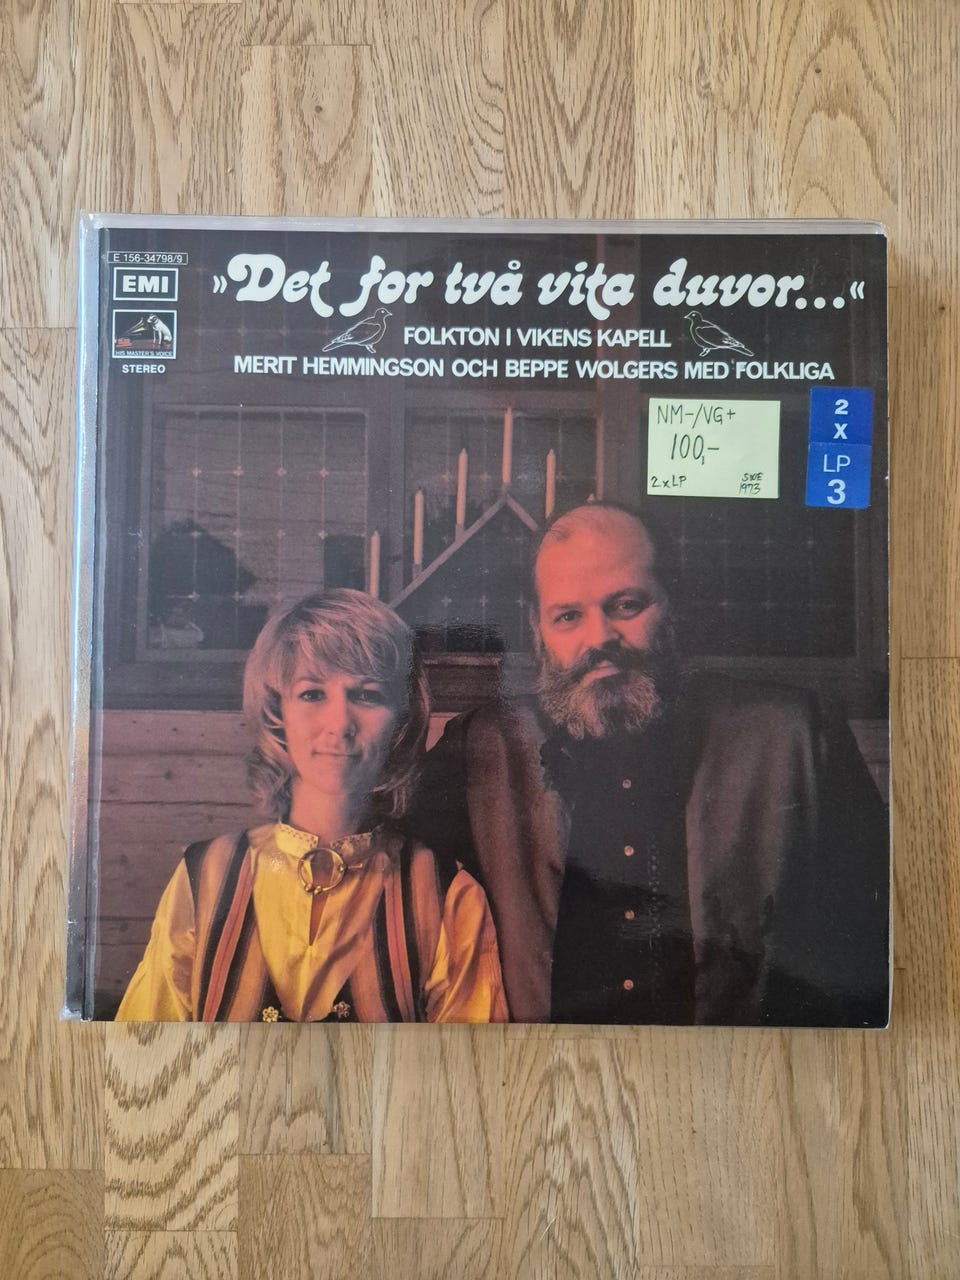 E 156-34798/9
EMI
HIS MASTER'S VOICE
STEREO
»Det for två vita duvor...«
FOLKTON I VIKENS KAPELL
MERIT HEMMINGSON OCH BEPPE WOLGERS MED FOLKLIGA
NM-/VG+
100,-
2xLP
SWE
1973
2
X
LP
3